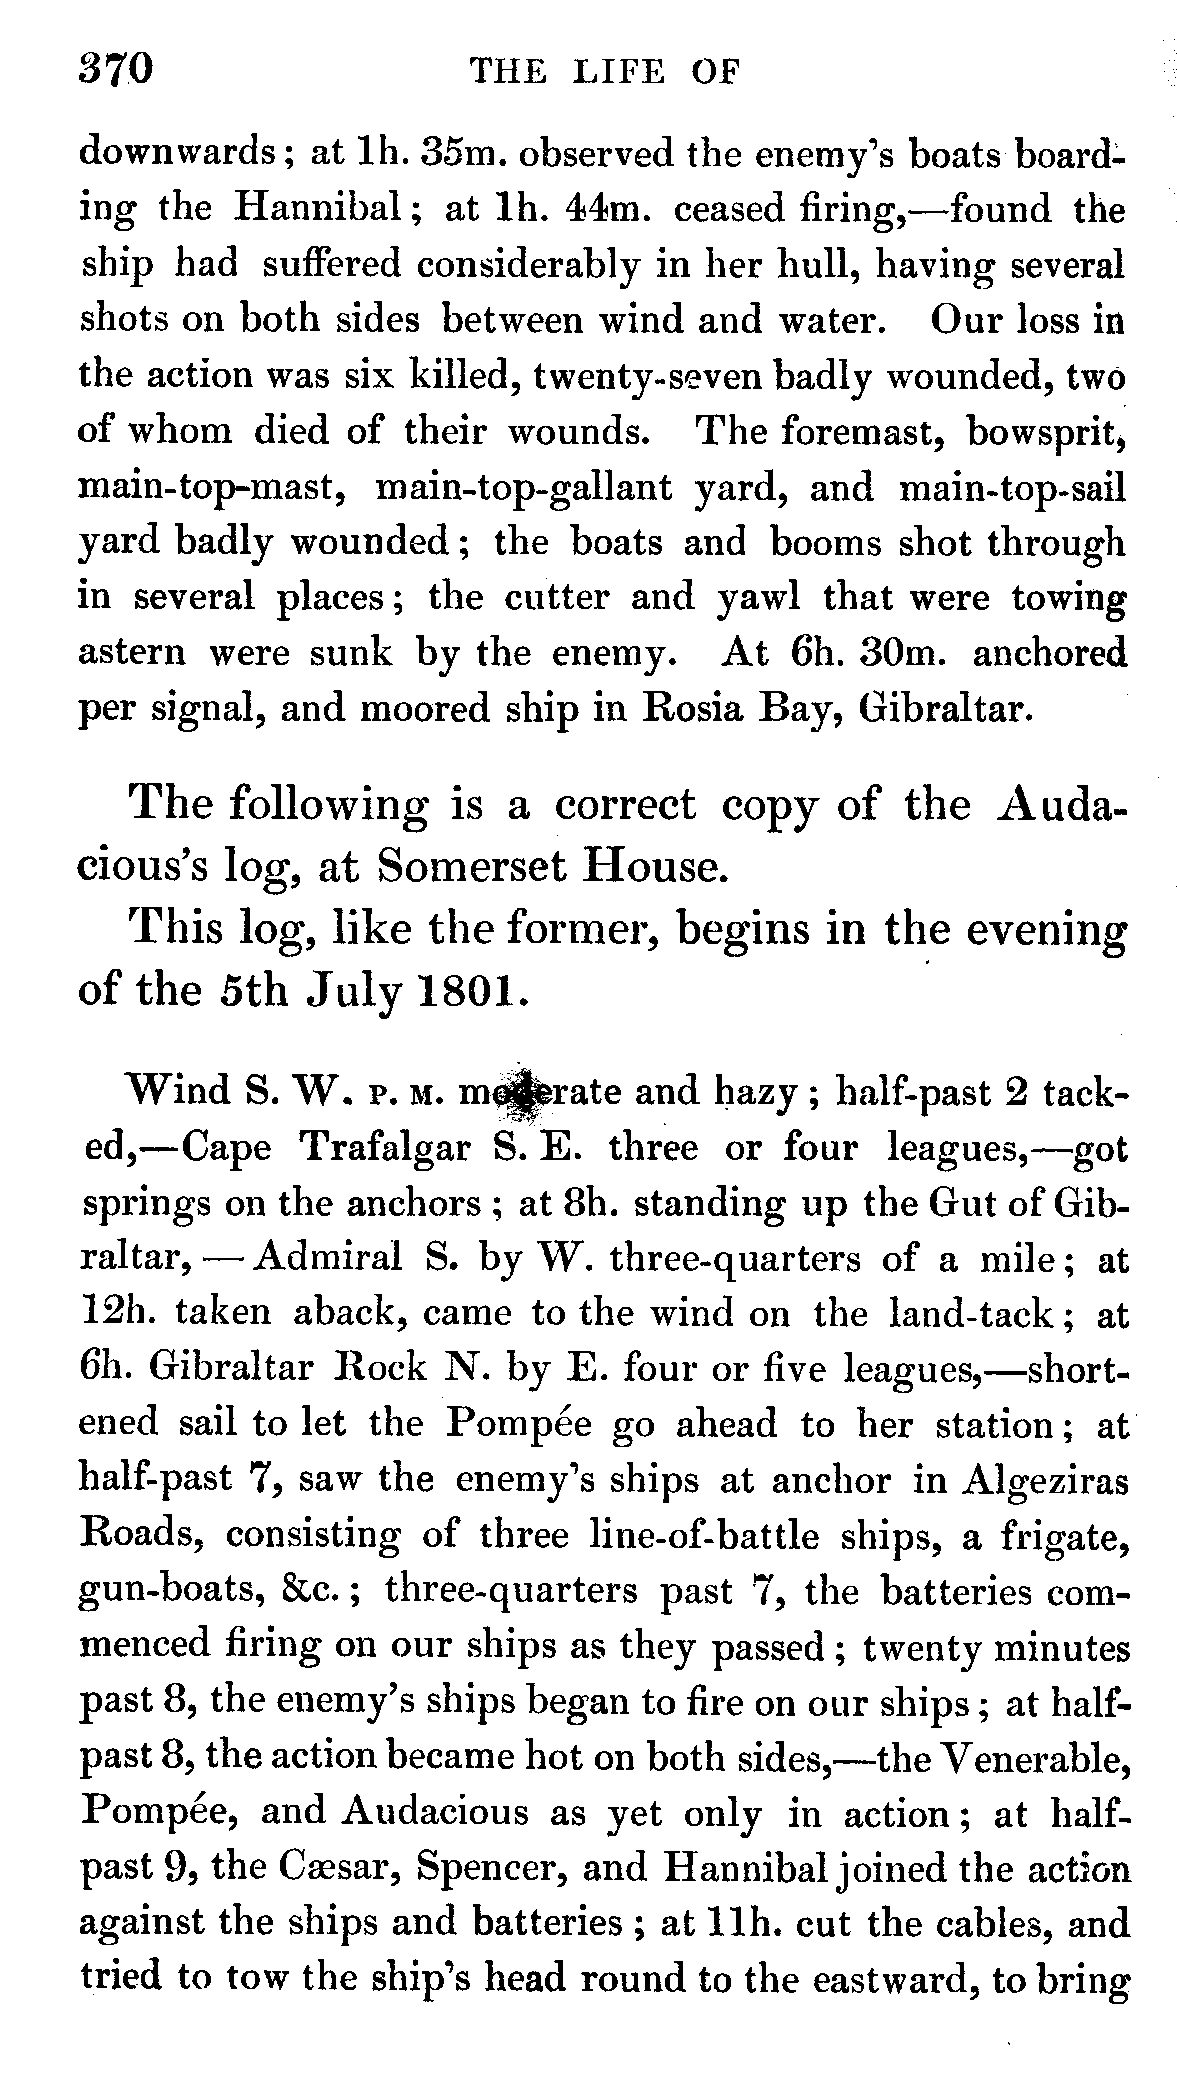 370 THE LIFE OF
downwards; at 1h. 35m. observed the enemy's boats board-
ing the Hannibal; at 1h. 44m. ceased firing,—found the
ship had suffered considerably in her hull, having several
shots on both sides between wind and water. Our loss in
the action was six killed, twenty-seven badly wounded, two
of whom died of their wounds. The foremast, bowsprit,
main-top-mast, main-top-gallant yard, and main-top-sail
yard badly wounded; the boats and booms shot through
in several places; the cutter and yawl that were towing
astern were sunk by the enemy. At 6h. 30m. anchored
per signal, and moored ship in Rosia Bay, Gibraltar.
The following is a correct copy of the Auda-
cious's log, at Somerset House.
This log, like the former, begins in the evening
of the 5th July 1801.
Wind S. W. P. M. moderate and hazy; half-past 2 tack-
ed,—Cape Trafalgar S. E. three or four leagues,—got
springs on the anchors; at 8h. standing up the Gut of Gib-
raltar,—Admiral S. by W. three-quarters of a mile; at
12h. taken aback, came to the wind on the land-tack; at
6h. Gibraltar Rock N. by E. four or five leagues,—short-
ened sail to let the Pompée go ahead to her station; at
half-past 7, saw the enemy's ships at anchor in Algeziras
Roads, consisting of three line-of-battle ships, a frigate,
gun-boats, &c.; three-quarters past 7, the batteries com-
menced firing on our ships as they passed; twenty minutes
past 8, the enemy's ships began to fire on our ships; at half-
past 8, the action became hot on both sides,—the Venerable,
Pompée, and Audacious as yet only in action; at half-
past 9, the Cæsar, Spencer, and Hannibal joined the action
against the ships and batteries; at 11h. cut the cables, and
tried to tow the ship's head round to the eastward, to bring